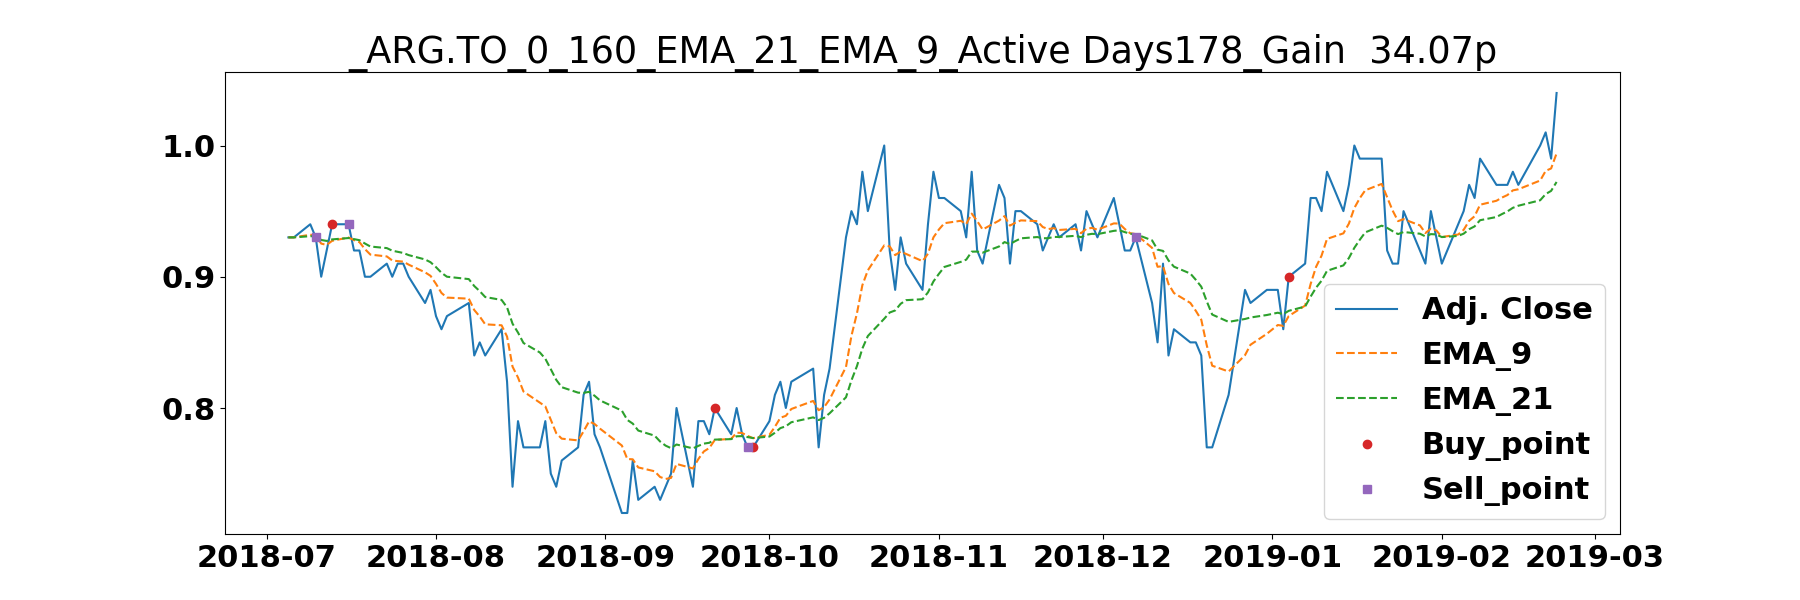 _ARG.TO_0_160_EMA_21_EMA_9_Active Days178_Gain  34.07p
1.0
0.9
0.8
Adj. Close
EMA_9
EMA_21
Buy_point
Sell_point
2018-07 2018-08 2018-09 2018-10 2018-11 2018-12 2019-01 2019-02 2019-03